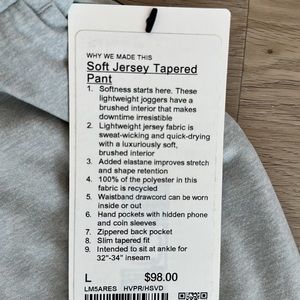 WHY WE MADE THIS
Soft Jersey Tapered
Pant
1. Softness starts here. These
lightweight joggers have a
brushed interior that makes
downtime irresistible
2. Lightweight jersey fabric is
sweat-wicking and quick-drying
with a luxuriously soft,
brushed interior
3. Added elastane improves stretch
and shape retention
4. 100% of the polyester in this
fabric is recycled
5. Waistband drawcord can be worn
inside or out
6. Hand pockets with hidden phone
and coin sleeves
7. Zippered back pocket
8. Slim tapered fit
9. Intended to sit at ankle for
32"-34" inseam
L $98.00
LM5ARES HVPR/HSVD